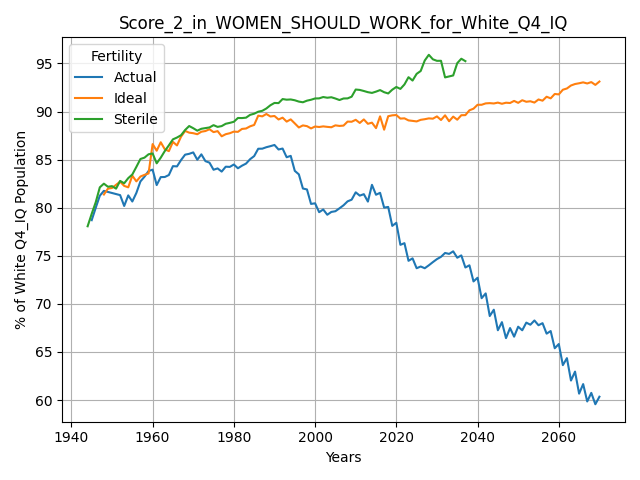 Score_2_in_WOMEN_SHOULD_WORK_for_White_Q4_IQ
Fertility
Actual
Ideal
Sterile
% of White Q4_IQ Population
95
90
85
80
75
70
65
60
1940
1960
1980
2000
2020
2040
2060
Years